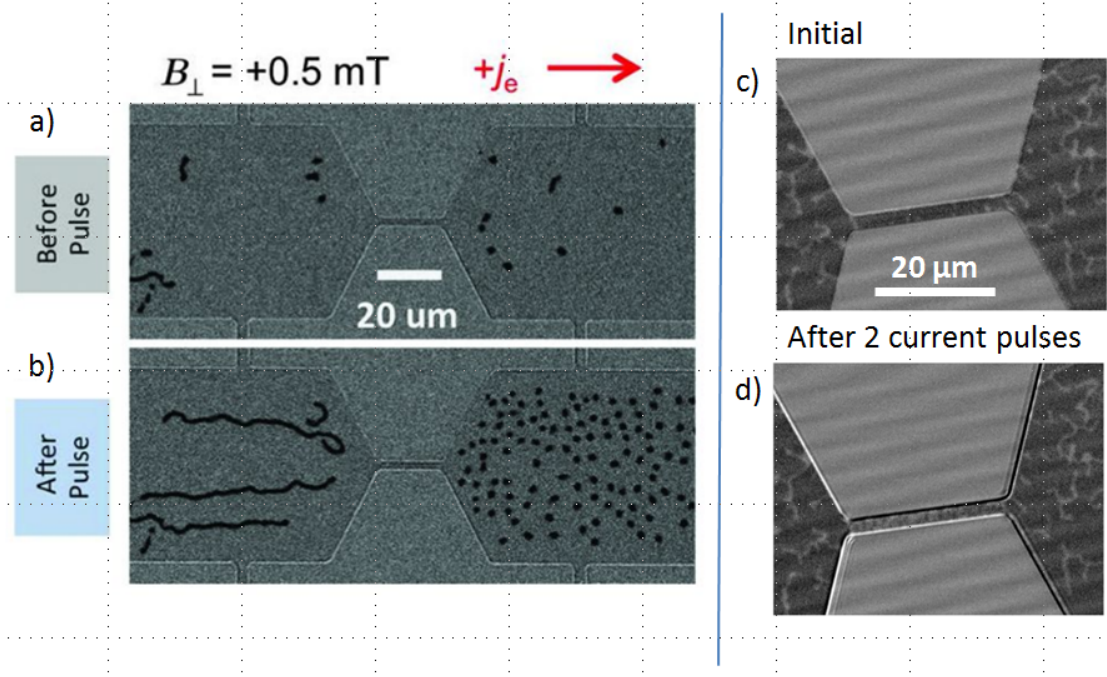 B⊥ = +0.5 mT
+je
a)
Before
Pulse
20 um
b)
After
Pulse
Initial
c)
20 µm
After 2 current pulses
d)